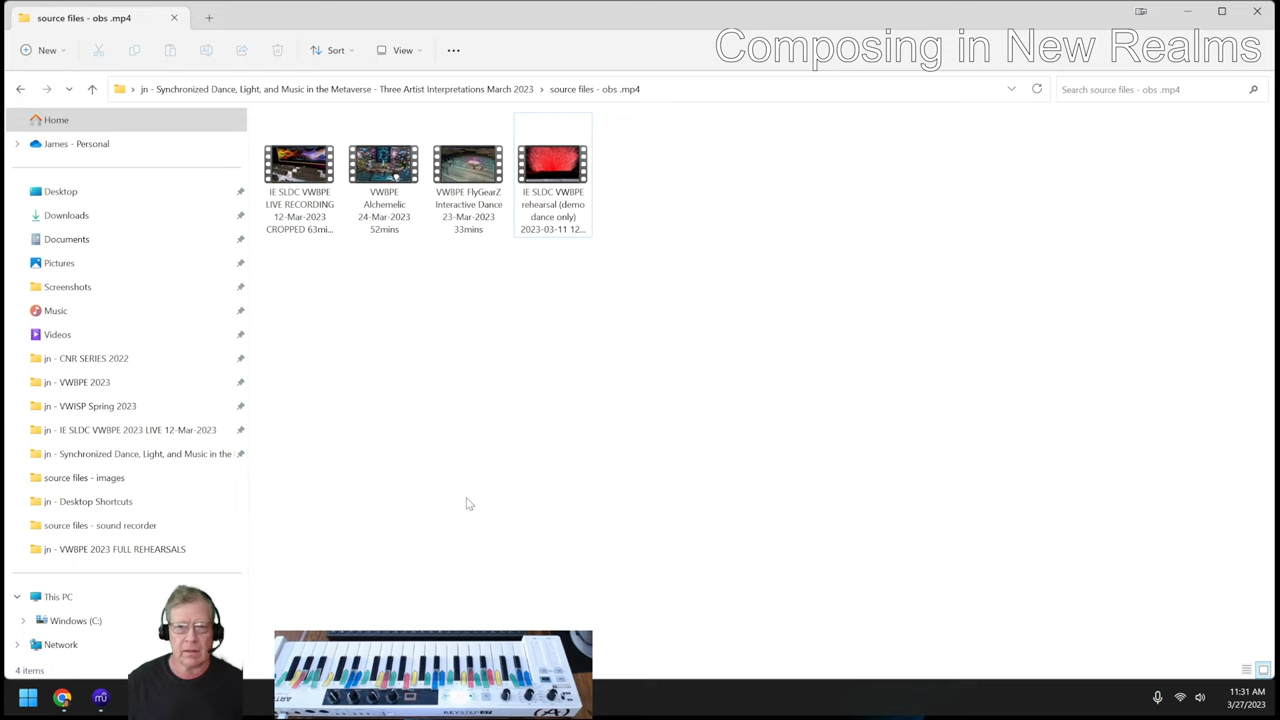 source files - obs .mp4
Composing in New Realms
New
Sort
View
jn - Synchronized Dance, Light, and Music in the Metaverse - Three Artist Interpretations March 2023 > source files - obs .mp4
Search source files - obs .mp4
Home
James - Personal
Desktop
Downloads
Documents
Pictures
Screenshots
Music
Videos
jn - CNR SERIES 2022
jn - VWBPE 2023
jn - VWISP Spring 2023
jn - IE SLDC VWBPE 2023 LIVE 12-Mar-2023
jn - Synchronized Dance, Light, and Music in the
source files - images
jn - Desktop Shortcuts
source files - sound recorder
jn - VWBPE 2023 FULL REHEARSALS
This PC
Windows (C:)
Network
4 items
IE SLDC VWBPE
LIVE RECORDING
12-Mar-2023
CROPPED 63mi...
VWBPE
Alchemelic
24-Mar-2023
52mins
VWBPE FlyGearZ
Interactive Dance
23-Mar-2023
33mins
IE SLDC VWBPE
rehearsal (demo
dance only)
2023-03-11 12...
KEYSTEP
11:31 AM
3/27/2023